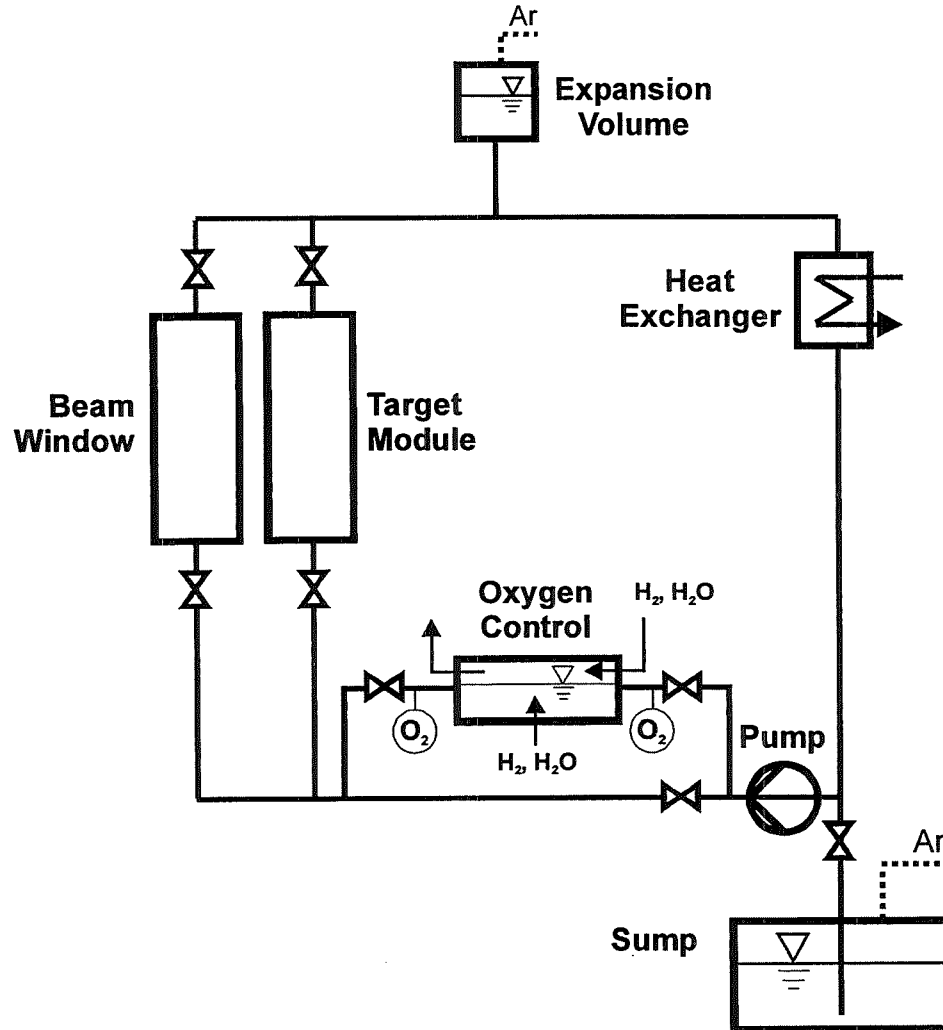 Ar
Expansion
Volume
Heat
Exchanger
Beam
Window
Target
Module
Oxygen
Control
H₂, H₂O
O₂
O₂
H₂, H₂O
Pump
Ar
Sump